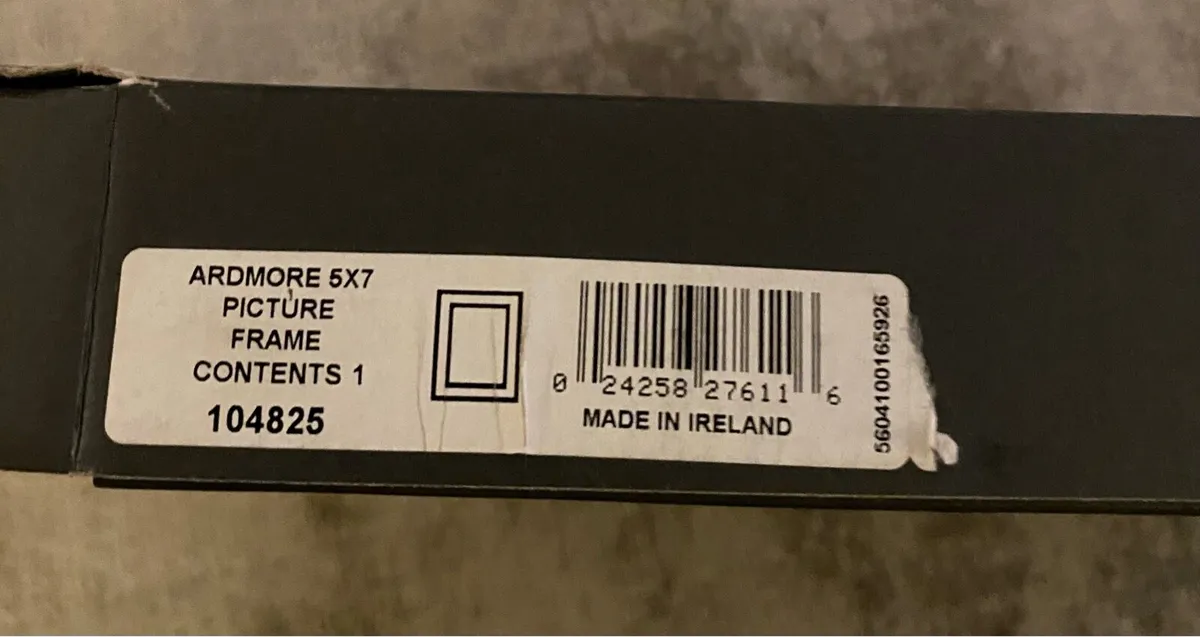 ARDMORE 5X7
PICTURE
FRAME
CONTENTS 1
104825
0 24258 27611 6
MADE IN IRELAND
5604100165926